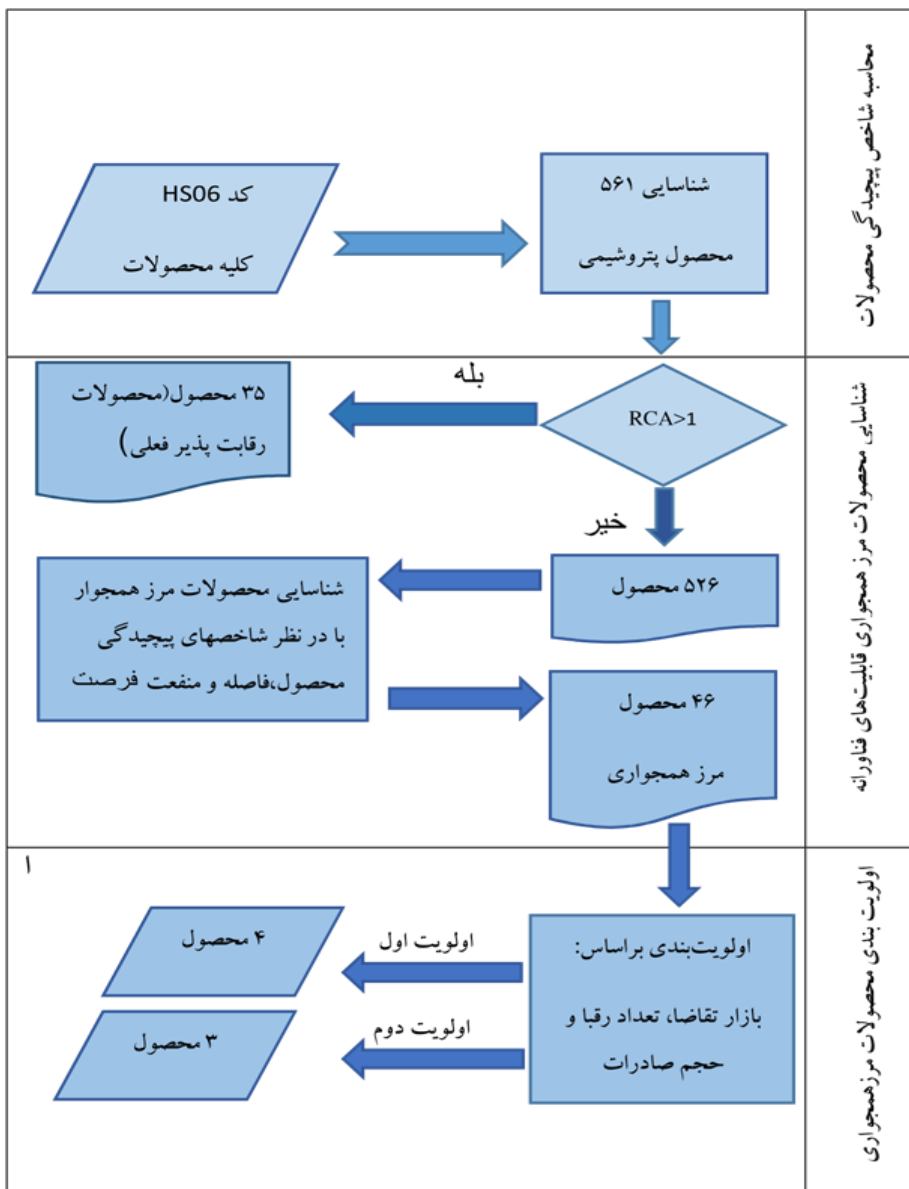 محاسبه شاخص پیچیدگی محصولات
کد HS06
کلیه محصولات
شناسایی ۵۶۱
محصول پتروشیمی
شناسایی محصولات مرز همجواری قابلیت‌های فناورانه
RCA>1
بله
۳۵ محصول(محصولات
رقابت پذیر فعلی)
خیر
۵۲۶ محصول
شناسایی محصولات مرز همجوار
با در نظر شاخصهای پیچیدگی
محصول،فاصله و منفعت فرصت
۴۶ محصول
مرز همجواری
اولویت بندی محصولات مرزهمجواری
ا
اولویت‌بندی براساس:
بازار تقاضا، تعداد رقبا و
حجم صادرات
اولویت اول
۴ محصول
اولویت دوم
۳ محصول